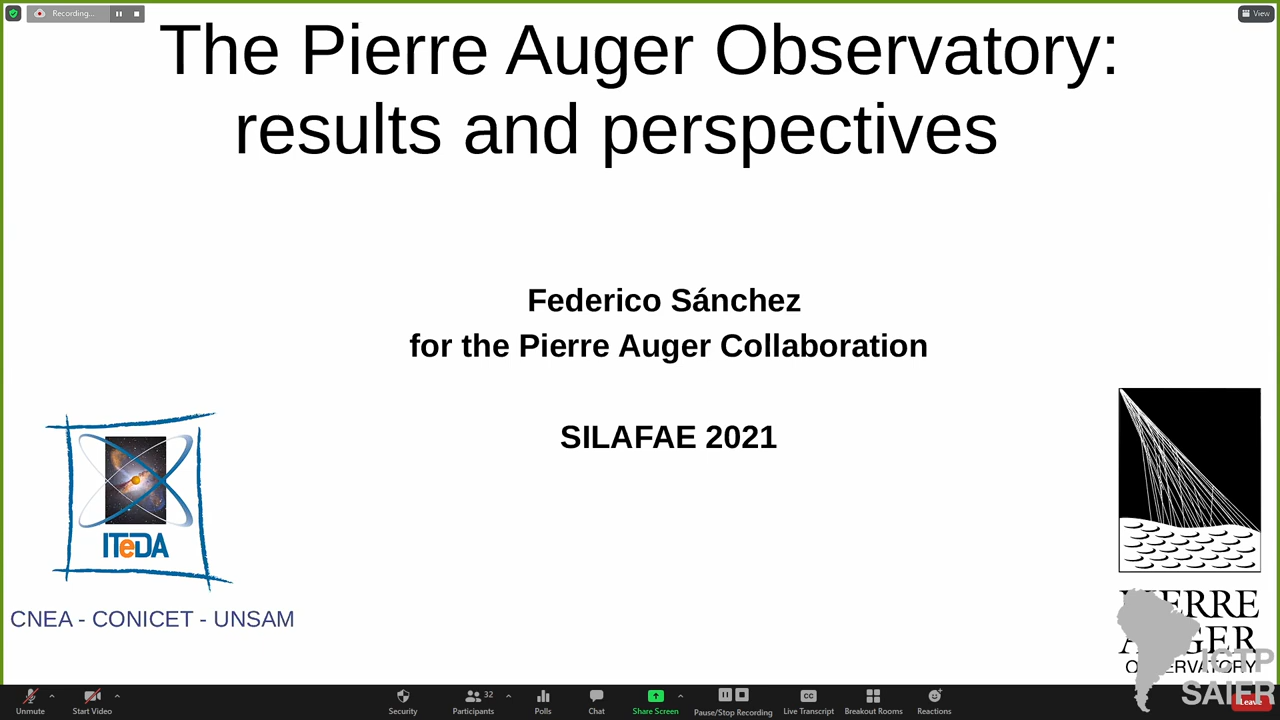 Recording...
View
The Pierre Auger Observatory:
results and perspectives
Federico Sánchez
for the Pierre Auger Collaboration
SILAFAE 2021
ITeDA
CNEA - CONICET - UNSAM
PIERRE
AUGER
OBSERVATORY
ICTP
SAIFR
Unmute
Start Video
Security
32
Participants
Polls
Chat
Share Screen
Pause/Stop Recording
CC
Live Transcript
Breakout Rooms
Reactions
Leave